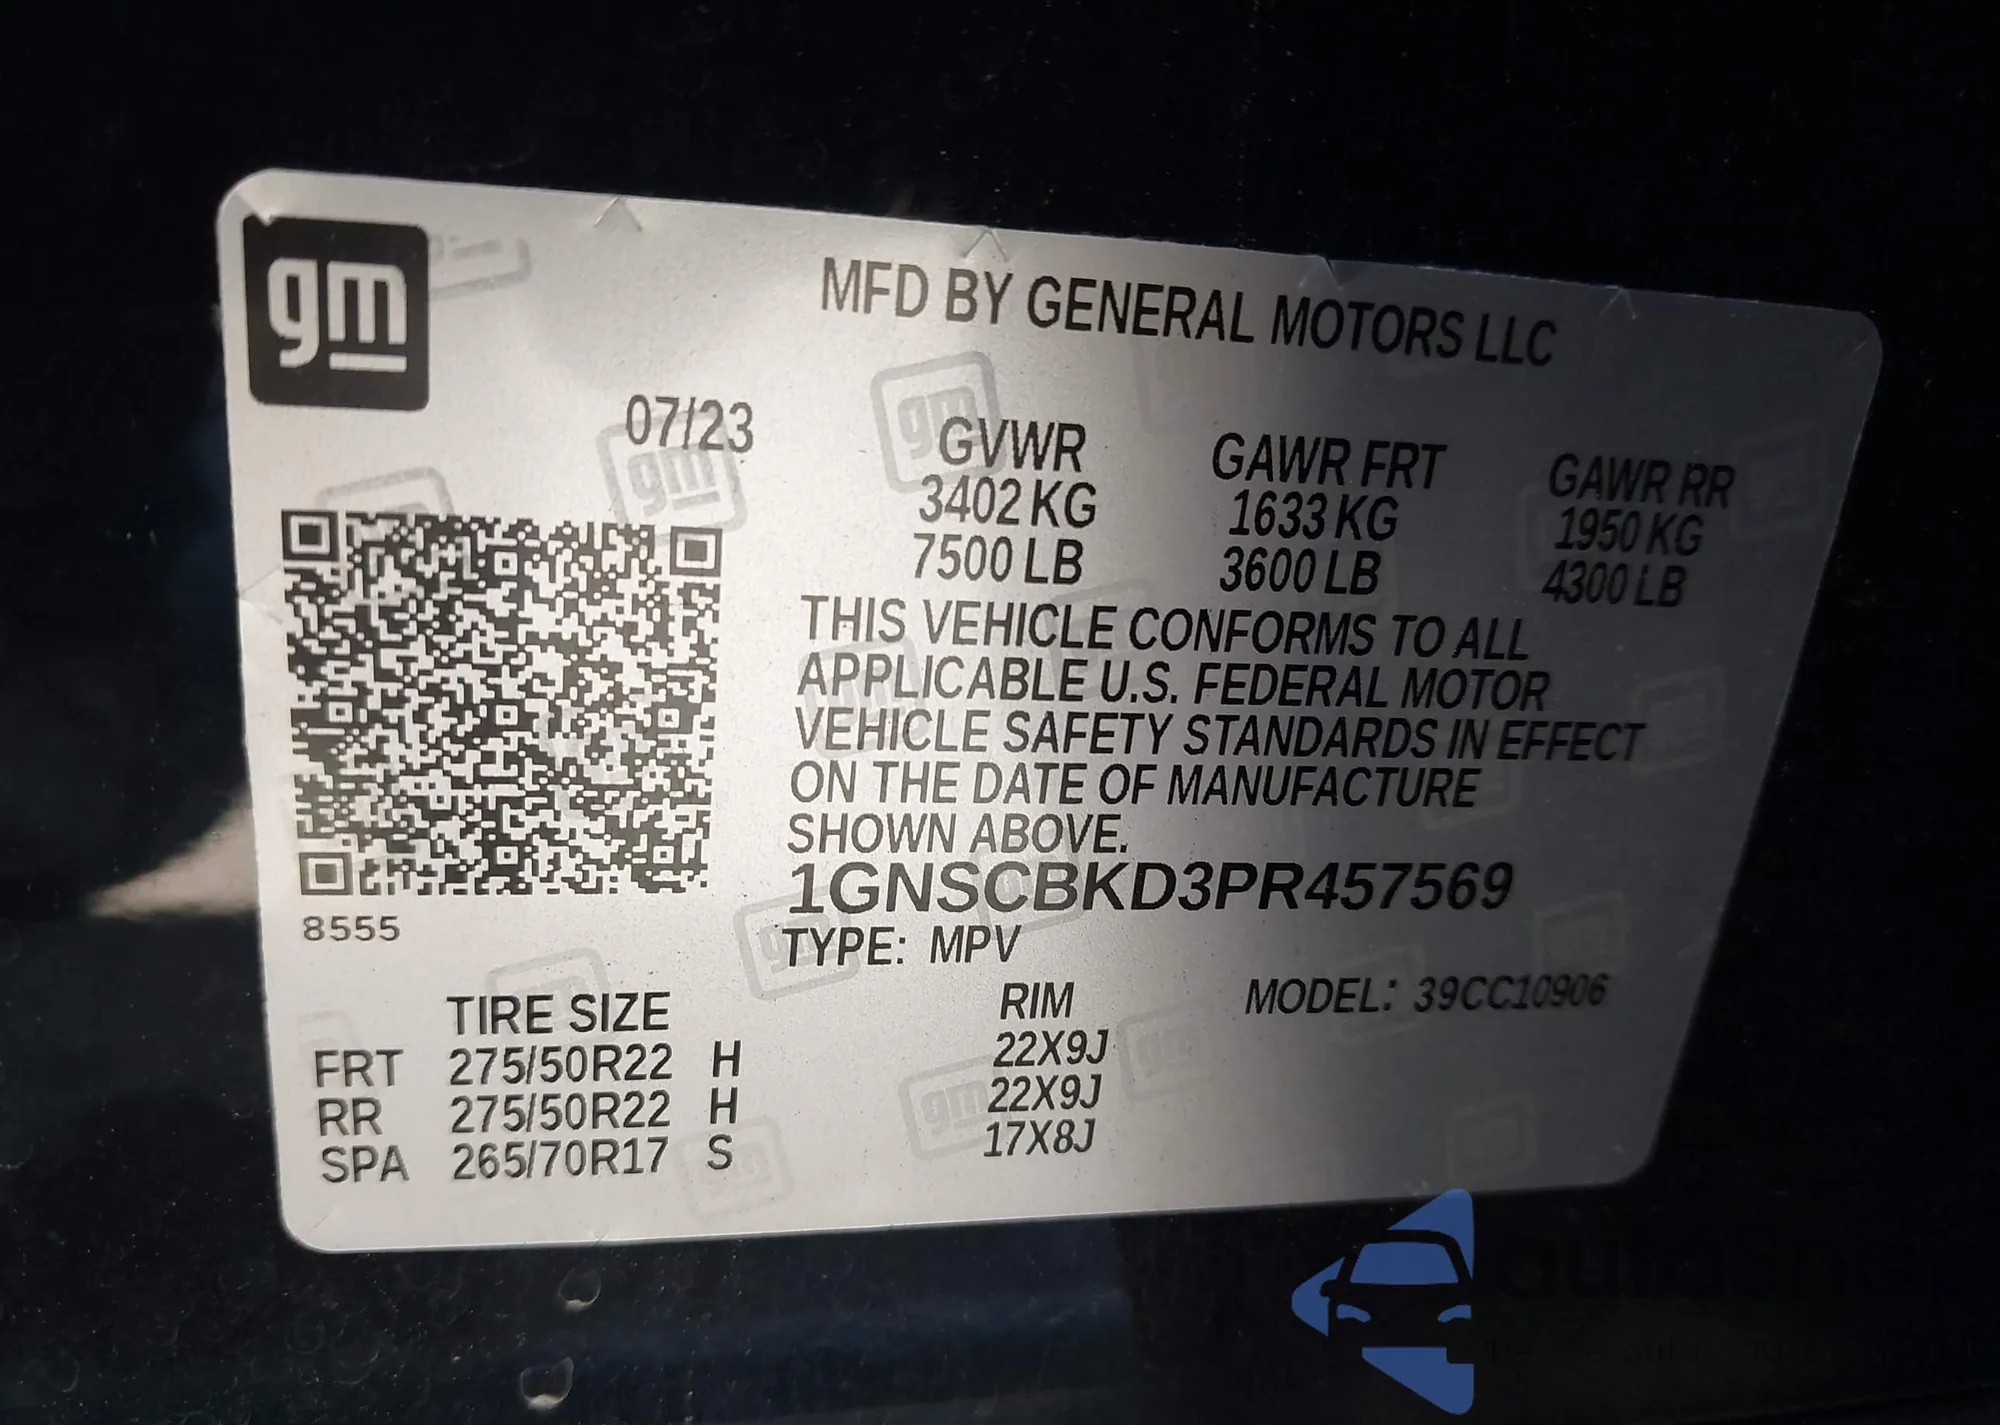 gm
MFD BY GENERAL MOTORS LLC
07/23
GVWR GAWR FRT GAWR RR
3402 KG 1633 KG 1950 KG
7500 LB 3600 LB 4300 LB
THIS VEHICLE CONFORMS TO ALL
APPLICABLE U.S. FEDERAL MOTOR
VEHICLE SAFETY STANDARDS IN EFFECT
ON THE DATE OF MANUFACTURE
SHOWN ABOVE.
1GNSCBKD3PR457569
8555
TYPE: MPV
TIRE SIZE RIM MODEL: 39CC10906
FRT 275/50R22 H 22X9J
RR 275/50R22 H 22X9J
SPA 265/70R17 S 17X8J